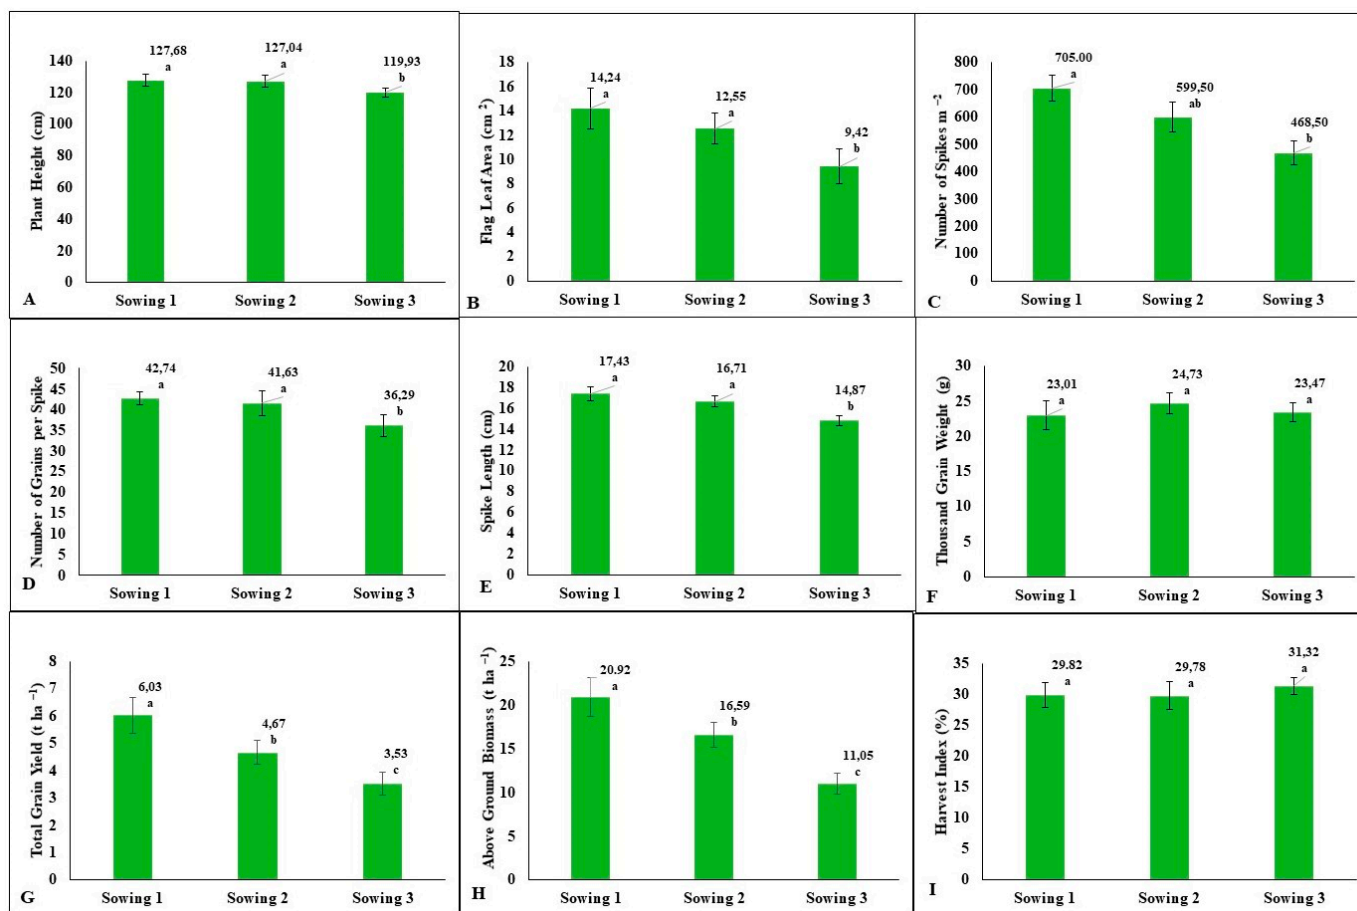 Plant Height (cm)
140
120
100
80
60
40
20
0
127,68
a
127,04
a
119,93
b
Sowing 1
Sowing 2
Sowing 3
A
Flag Leaf Area (cm 2)
18
16
14
12
10
8
6
4
2
0
14,24
a
12,55
a
9,42
b
Sowing 1
Sowing 2
Sowing 3
B
Number of Spikes m −2
800
700
600
500
400
300
200
100
0
705.00
a
599,50
ab
468,50
b
Sowing 1
Sowing 2
Sowing 3
C
Number of Grains per Spike
50
45
40
35
30
25
20
15
10
5
0
42,74
a
41,63
a
36,29
b
Sowing 1
Sowing 2
Sowing 3
D
Spike Length (cm)
20
18
16
14
12
10
8
6
4
2
0
17,43
a
16,71
a
14,87
b
Sowing 1
Sowing 2
Sowing 3
E
Thousand Grain Weight (g)
30
25
20
15
10
5
0
23,01
a
24,73
a
23,47
a
Sowing 1
Sowing 2
Sowing 3
F
Total Grain Yield (t ha −1)
8
7
6
5
4
3
2
1
0
6,03
a
4,67
b
3,53
c
Sowing 1
Sowing 2
Sowing 3
G
Above Ground Biomass (t ha −1)
25
20
15
10
5
0
20.92
a
16,59
b
11,05
c
Sowing 1
Sowing 2
Sowing 3
H
Harvest Index (%)
35
30
25
20
15
10
5
0
29.82
a
29,78
a
31,32
a
Sowing 1
Sowing 2
Sowing 3
I